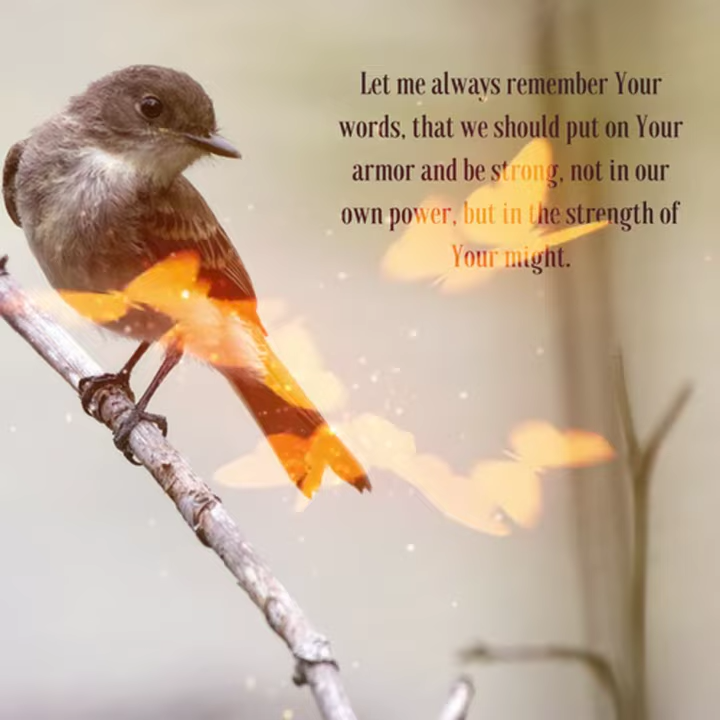 Let me always remember Your
words, that we should put on Your
armor and be strong, not in our
own power, but in the strength of
Your might.